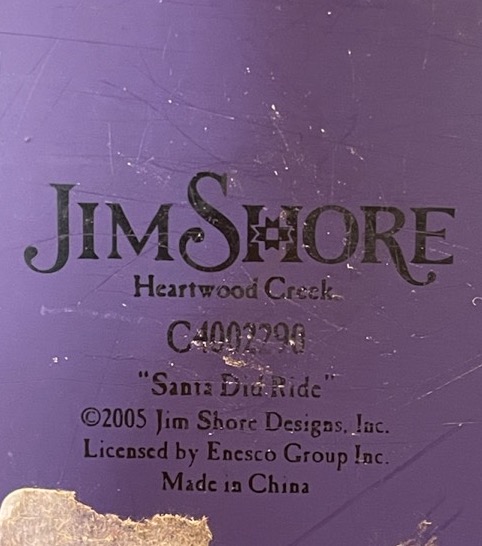 JIM SHORE
Heartwood Creek
C4002290
"Santa Did Ride"
©2005 Jim Shore Designs, Inc.
Licensed by Enesco Group Inc.
Made in China